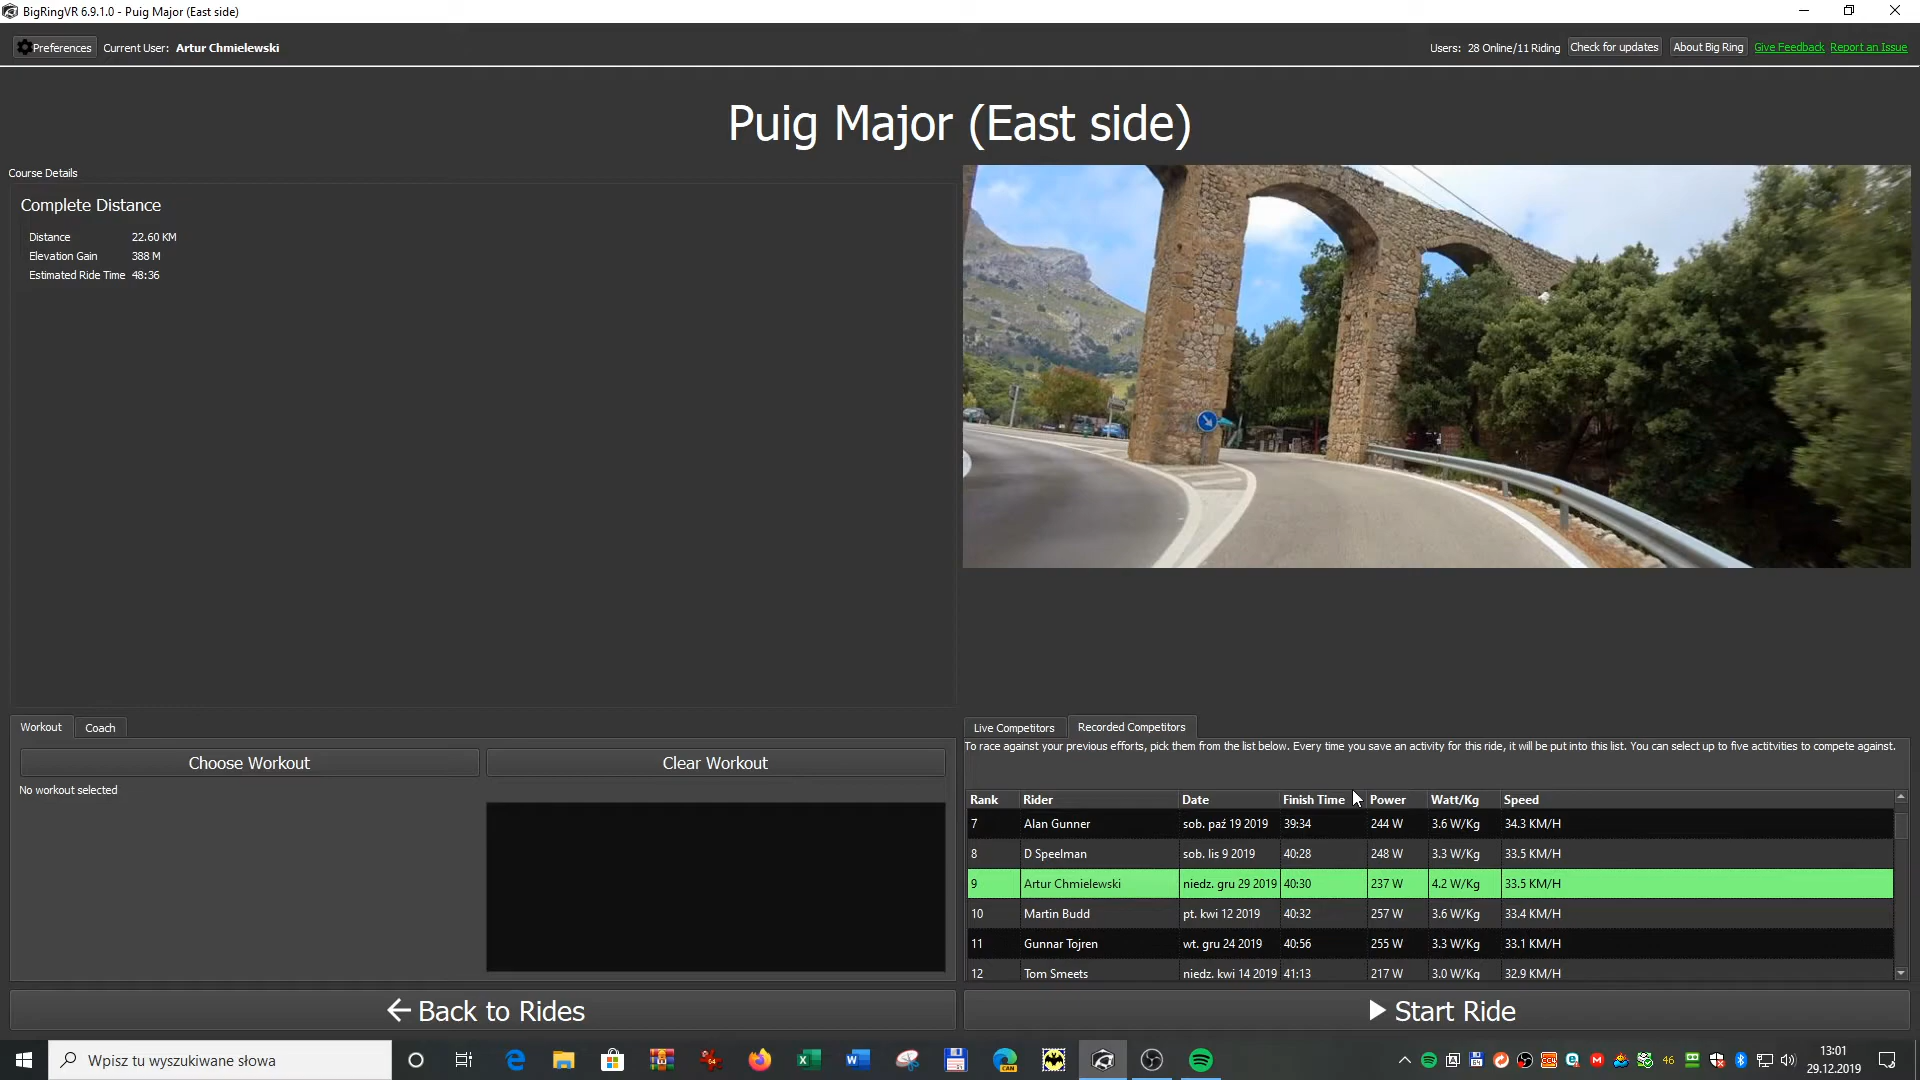 BigRingVR 6.9.1.0 - Puig Major (East side)
Preferences Current User: Artur Chmielewski Users: 28 Online/11 Riding Check for updates About Big Ring Give Feedback Report an Issue
Puig Major (East side)
Course Details
Complete Distance
Distance 22.60 KM
Elevation Gain 388 M
Estimated Ride Time 48:36
Workout Coach
Choose Workout Clear Workout
No workout selected
Live Competitors Recorded Competitors
To race against your previous efforts, pick them from the list below. Every time you save an activity for this ride, it will be put into this list. You can select up to five actitvities to compete against.
Rank Rider Date Finish Time Power Watt/Kg Speed
7 Alan Gunner sob. paź 19 2019 39:34 244 W 3.6 W/Kg 34.3 KM/H
8 D Speelman sob. lis 9 2019 40:28 248 W 3.3 W/Kg 33.5 KM/H
9 Artur Chmielewski niedz. gru 29 2019 40:30 237 W 4.2 W/Kg 33.5 KM/H
10 Martin Budd pt. kwi 12 2019 40:32 257 W 3.6 W/Kg 33.4 KM/H
11 Gunnar Tojren wt. gru 24 2019 40:56 255 W 3.3 W/Kg 33.1 KM/H
12 Tom Smeets niedz. kwi 14 2019 41:13 217 W 3.0 W/Kg 32.9 KM/H
Back to Rides Start Ride
Wpisz tu wyszukiwane słowa
46
13:01
29.12.2019